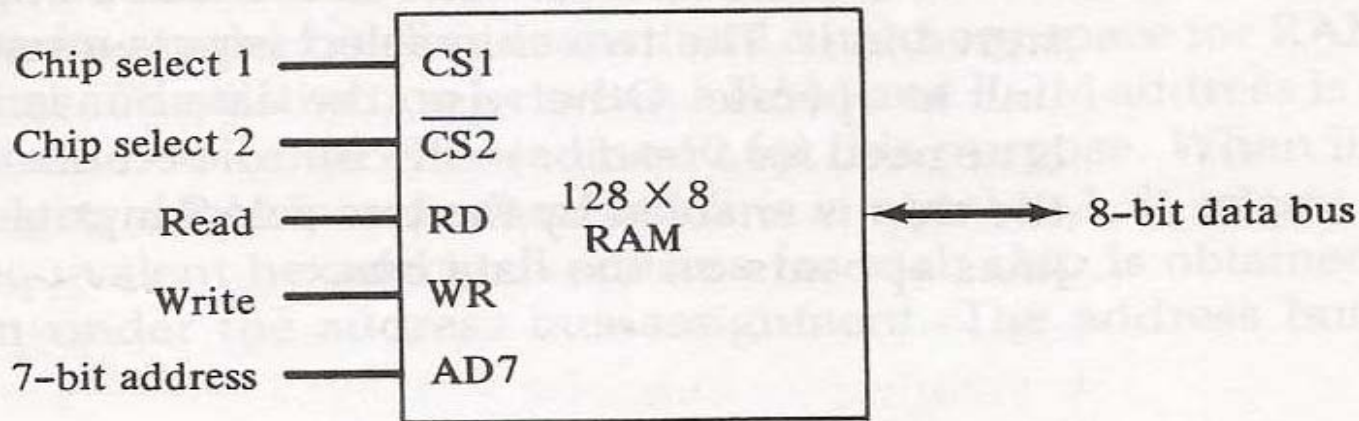 Chip select 1 CS1
Chip select 2 C̅S̅2̅
128 × 8
Read RD RAM 8-bit data bus
Write WR
7-bit address AD7